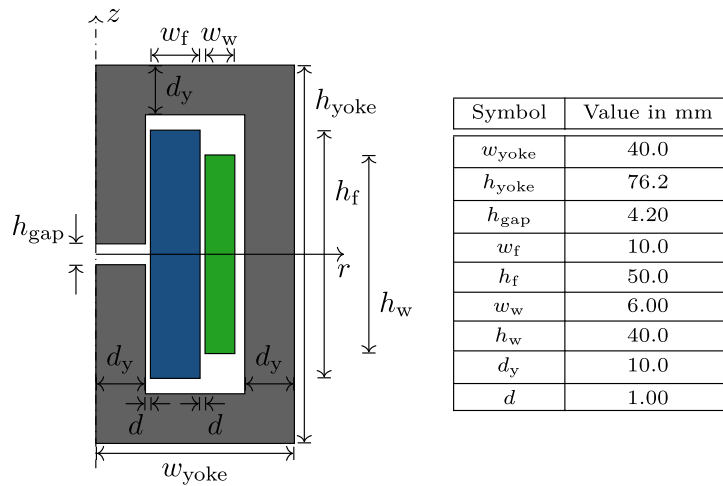 z
w_f w_w
d_y
h_yoke
h_f
h_gap
r
h_w
d_y d_y
d d
w_yoke
Symbol Value in mm
w_yoke 40.0
h_yoke 76.2
h_gap 4.20
w_f 10.0
h_f 50.0
w_w 6.00
h_w 40.0
d_y 10.0
d 1.00